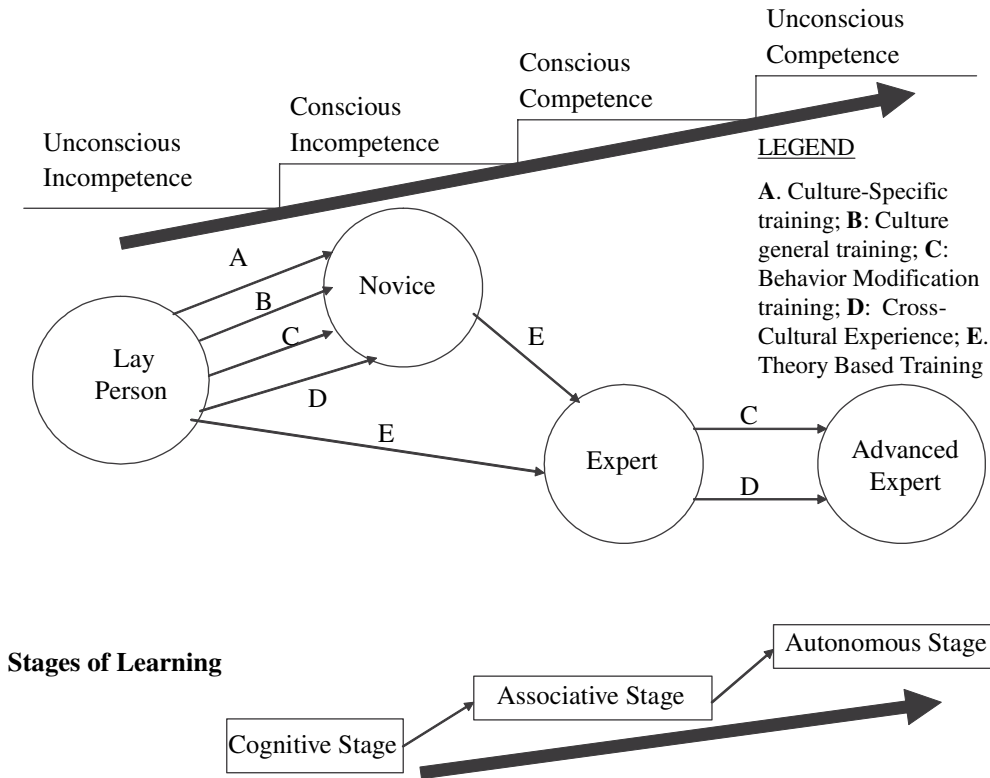 Unconscious
Competence
Conscious
Competence
Conscious
Incompetence
Unconscious
Incompetence
LEGEND
A. Culture-Specific
training; B: Culture
general training; C:
Behavior Modification
training; D: Cross-
Cultural Experience; E.
Theory Based Training
A
B
C
D
E
Novice
Lay
Person
E
Expert
C
D
Advanced
Expert
Stages of Learning
Autonomous Stage
Associative Stage
Cognitive Stage